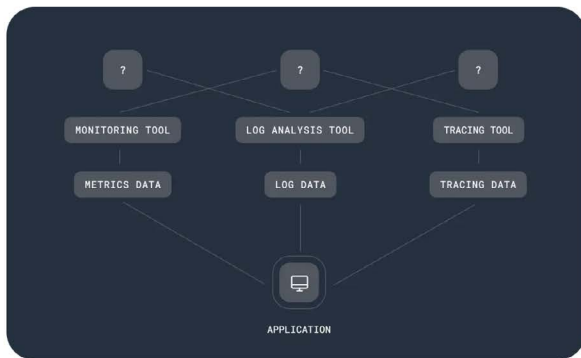 ?
?
?
MONITORING TOOL
LOG ANALYSIS TOOL
TRACING TOOL
METRICS DATA
LOG DATA
TRACING DATA
APPLICATION